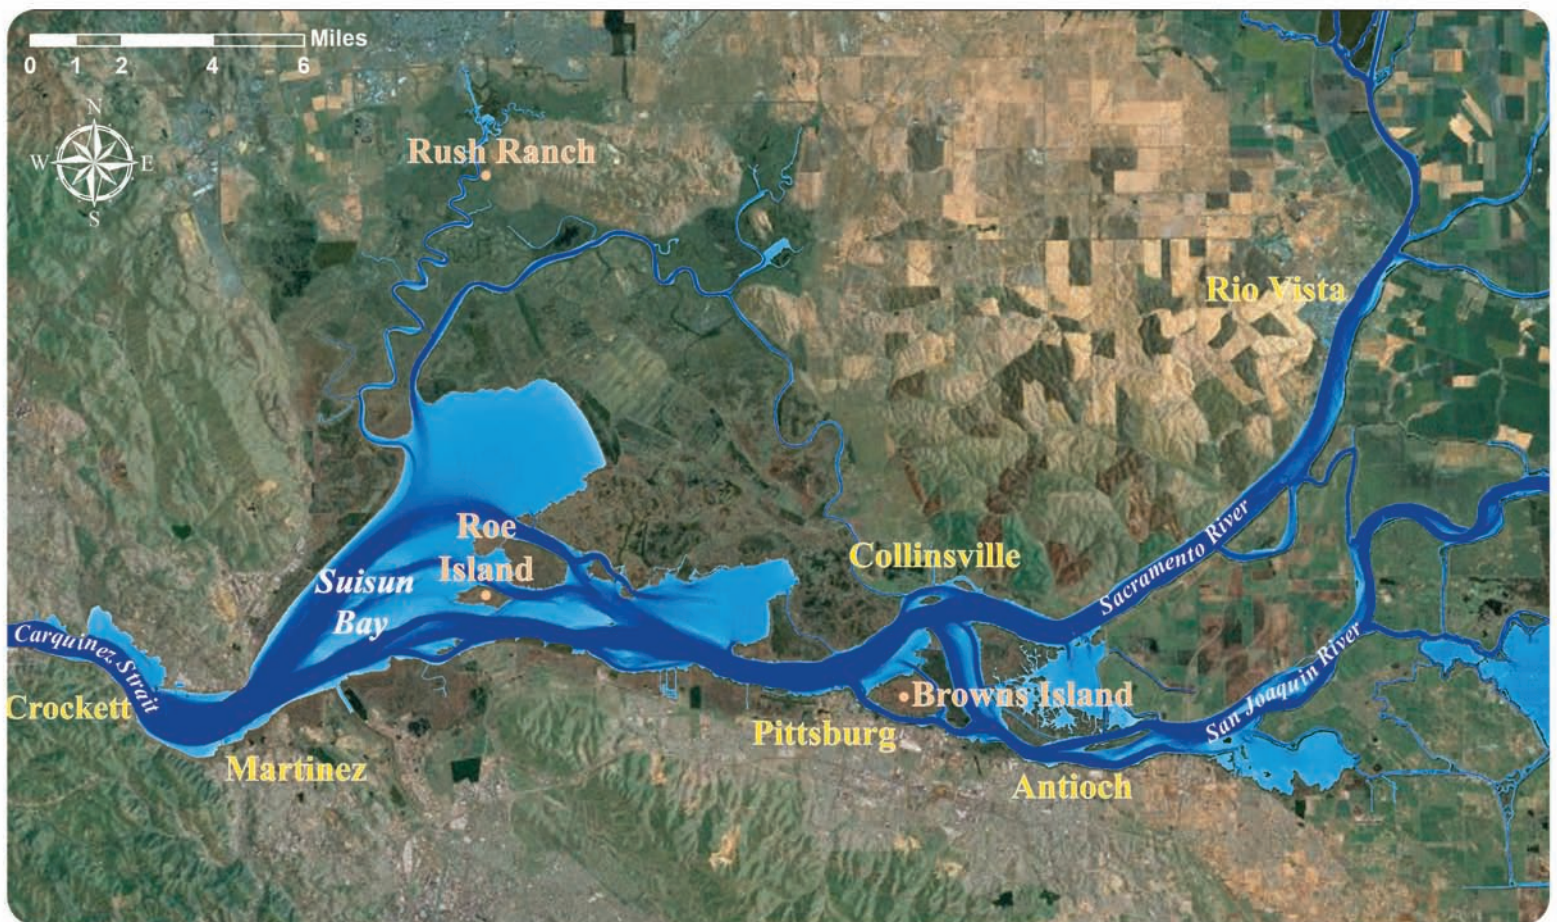 Miles
0 1 2 4 6
N
W E
S
Rush Ranch
Rio Vista
Roe
Island
Suisun
Bay
Collinsville
Sacramento River
Carquinez Strait
Crockett
Browns Island
San Joaquin River
Pittsburg
Martinez
Antioch